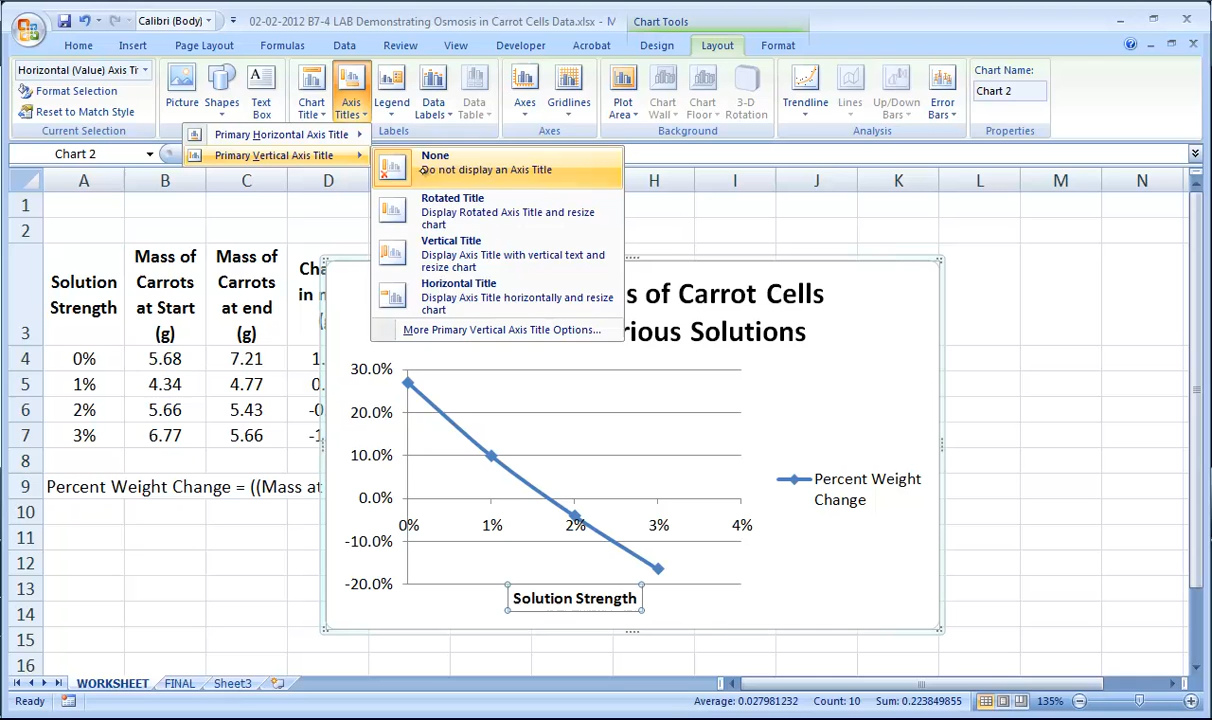 Calibri (Body)
02-02-2012 B7-4 LAB Demonstrating Osmosis in Carrot Cells Data.xlsx - M
Chart Tools
Home Insert Page Layout Formulas Data Review View Developer Acrobat Design Layout Format
Horizontal (Value) Axis Ti
Format Selection
Reset to Match Style
Current Selection
Picture Shapes Text Box
Chart Title Axis Titles Legend Data Labels Data Table
Labels
Axes Gridlines
Axes
Plot Area Chart Wall Chart Floor 3-D Rotation
Background
Trendline Lines Up/Down Bars Error Bars
Analysis
Chart Name:
Chart 2
Properties
Primary Horizontal Axis Title
Primary Vertical Axis Title
None
Do not display an Axis Title
Rotated Title
Display Rotated Axis Title and resize
chart
Vertical Title
Display Axis Title with vertical text and
resize chart
Horizontal Title
Display Axis Title horizontally and resize
chart
More Primary Vertical Axis Title Options...
Chart 2
A B C D H I J K L M N
1
2
3
Solution Strength
Mass of Carrots at Start (g)
Mass of Carrots at end (g)
in
4 0% 5.68 7.21 1.
5 1% 4.34 4.77 0.
6 2% 5.66 5.43 -0
7 3% 6.77 5.66 -1
8
9 Percent Weight Change = ((Mass at
10
11
12
13
14
15
16
s of Carrot Cells
rious Solutions
30.0%
20.0%
10.0%
0.0%
-10.0%
-20.0%
0% 1% 2% 3% 4%
Solution Strength
Percent Weight
Change
WORKSHEET FINAL Sheet3
Ready
Average: 0.027981232 Count: 10 Sum: 0.223849855
135%